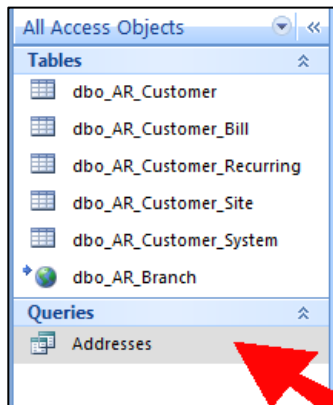 All Access Objects
Tables
dbo_AR_Customer
dbo_AR_Customer_Bill
dbo_AR_Customer_Recurring
dbo_AR_Customer_Site
dbo_AR_Customer_System
dbo_AR_Branch
Queries
Addresses